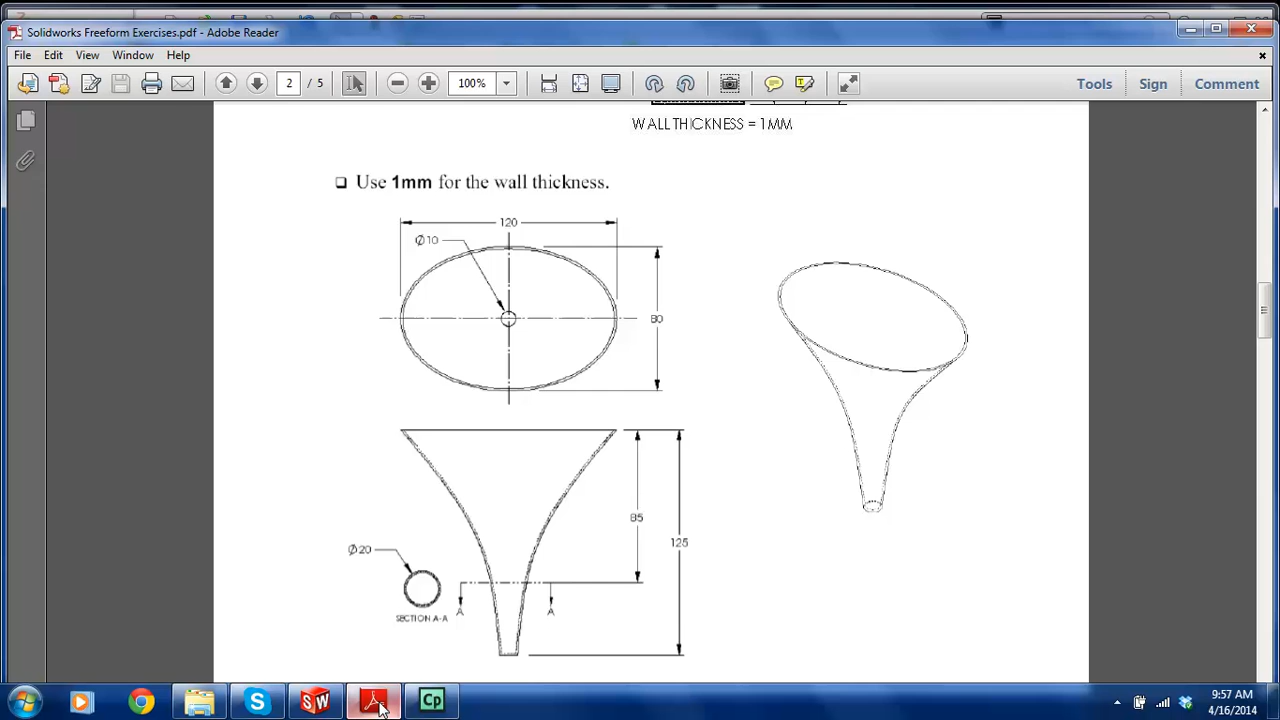 Solidworks Freeform Exercises.pdf - Adobe Reader
File Edit View Window Help
2 / 5 100% Tools Sign Comment
WALL THICKNESS = 1MM
❑ Use 1mm for the wall thickness.
120
Ø10
80
85
125
Ø20
A A
SECTION A-A
SW Cp
9:57 AM
4/16/2014